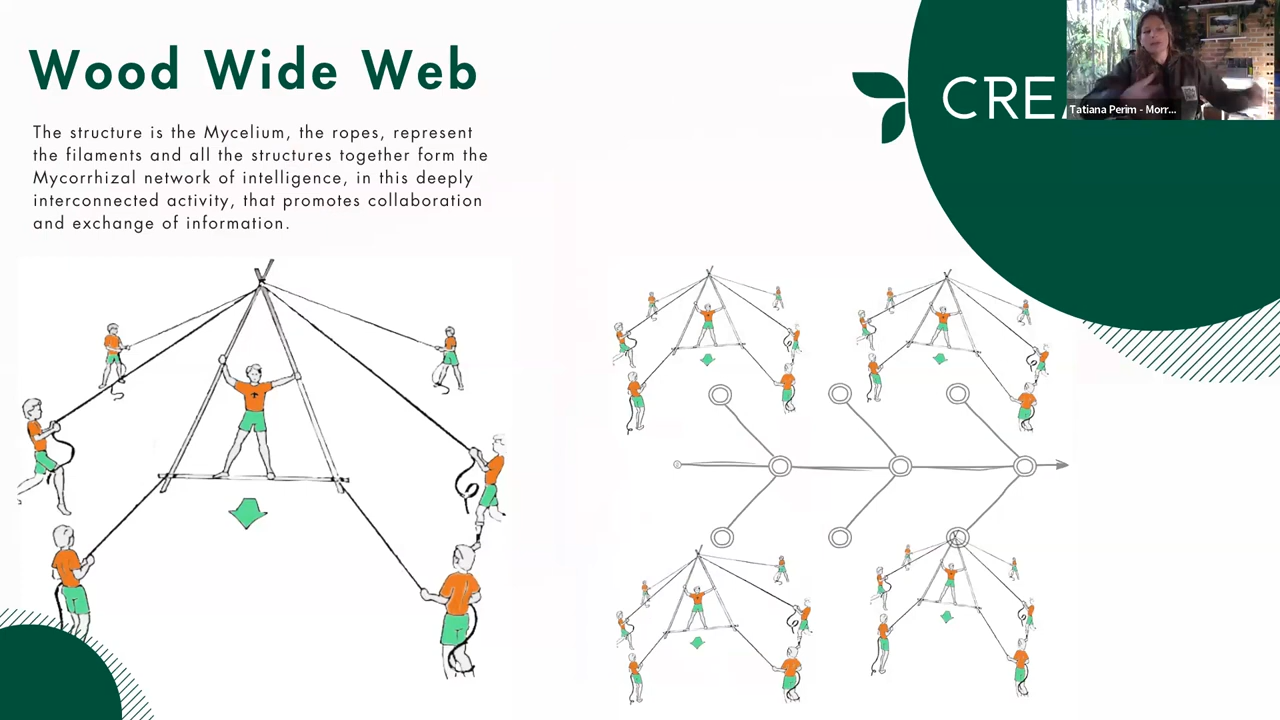 Wood Wide Web
The structure is the Mycelium, the ropes, represent
the filaments and all the structures together form the
Mycorrhizal network of intelligence, in this deeply
interconnected activity, that promotes collaboration
and exchange of information.
CREA
Tatiana Perim - Morr...